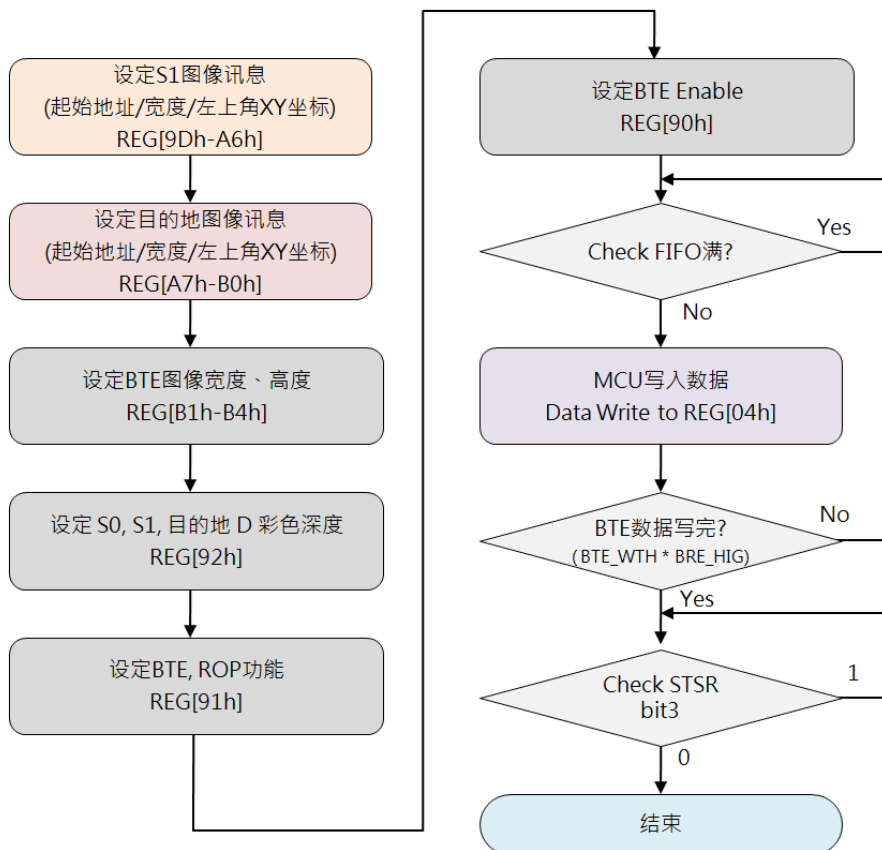 设定S1图像讯息
(起始地址/宽度/左上角XY坐标)
REG[9Dh-A6h]
设定目的地图像讯息
(起始地址/宽度/左上角XY坐标)
REG[A7h-B0h]
设定BTE图像宽度、高度
REG[B1h-B4h]
设定 S0, S1, 目的地 D 彩色深度
REG[92h]
设定BTE, ROP功能
REG[91h]
设定BTE Enable
REG[90h]
Check FIFO满?
Yes
No
MCU写入数据
Data Write to REG[04h]
BTE数据写完?
( BTE_WTH * BRE_HIG)
No
Yes
Check STSR
bit3
1
0
结束